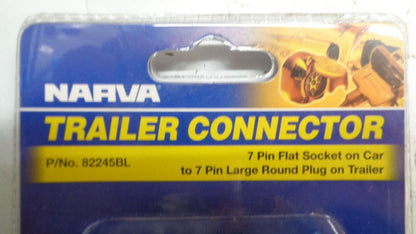 NARVA
TRAILER CONNECTOR
P/No. 82245BL
7 Pin Flat Socket on Car
to 7 Pin Large Round Plug on Trailer